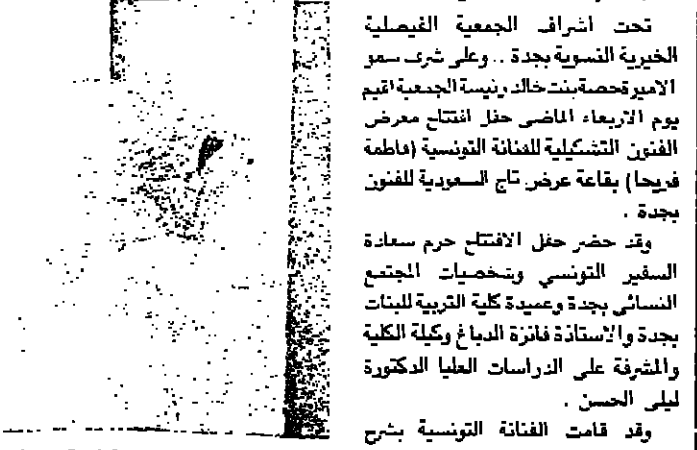 تحت اشراف الجمعية الفيصلية
الخيرية النسوية بجدة .. وعلى شرف سمو
الاميرة حصة بنت خالد رئيسة الجمعية اقيم
يوم الاربعاء الماضى حفل افتتاح معرض
الفنون التشكيلية للفنانة التونسية (فاطمة
فريحا) بقاعة عرض تاج السعودية للفنون
بجدة .
وقد حضر حفل الافتتاح حرم سعادة
السفير التونسي وشخصيات المجتمع
النسائى بجدة وعميدة كلية التربية للبنات
بجدة والاستاذة فائزة الدباغ وكيلة الكلية
والمشرفة على الدراسات العليا الدكتورة
ليلى الحسن .
وقد قامت الفنانة التونسية بشرح